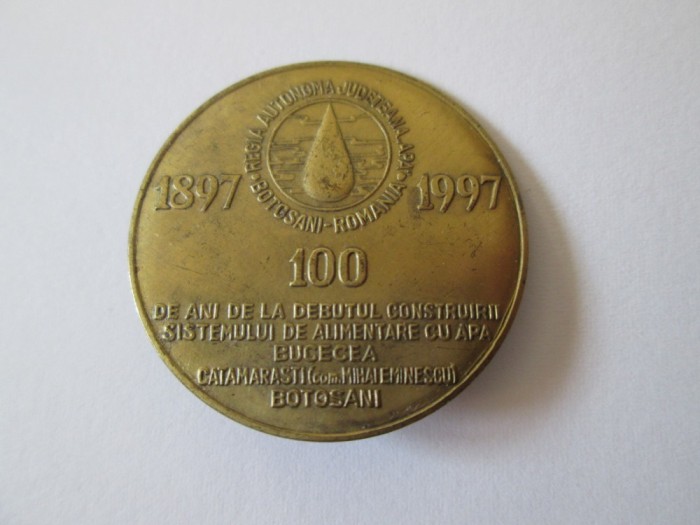 REGIA AUTONOMA JUDETEANA APA
BOTOSANI-ROMANIA
1897 1997
100
DE ANI DE LA DEBUTUL CONSTRUIRII
SISTEMULUI DE ALIMENTARE CU APA
BUCECEA
CATAMARASTI (com. MIHAI EMINESCU)
BOTOSANI